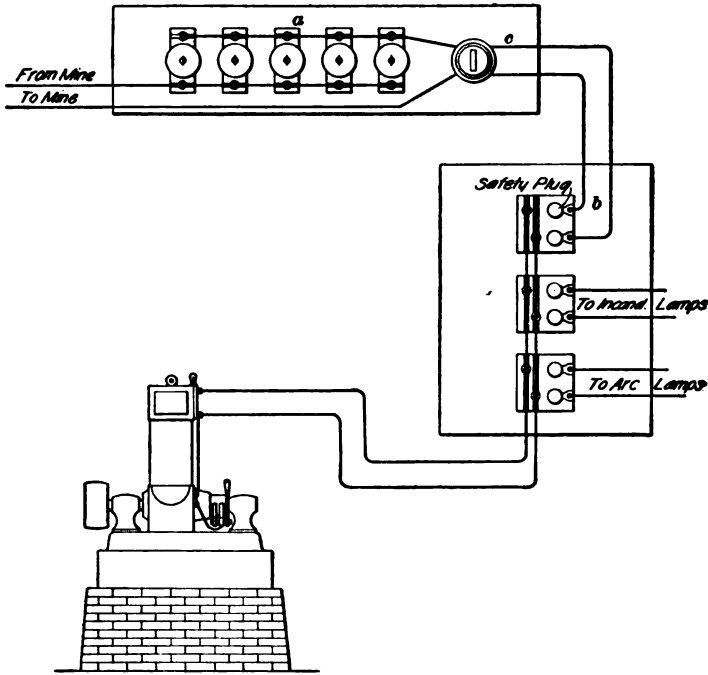 a
c
From Mine
To Mine
Safety Plug
b
To Incand. Lamps
To Arc Lamps